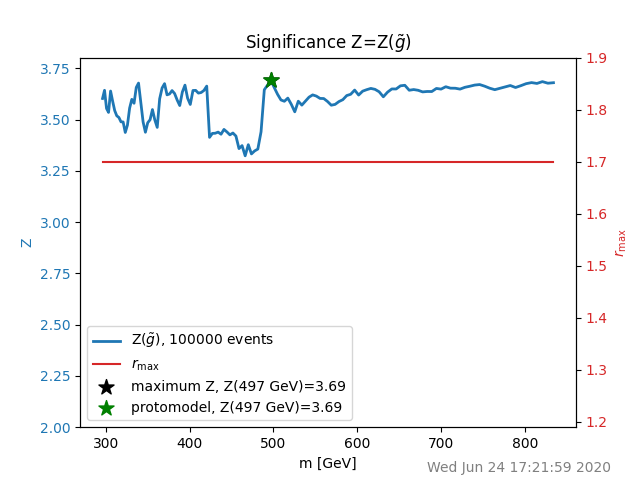 Significance Z=Z(g̃)
3.75
3.50
3.25
3.00
2.75
2.50
2.25
2.00
Z
1.9
1.8
1.7
1.6
1.5
1.4
1.3
1.2
r_max
Z(g̃), 100000 events
r_max
maximum Z, Z(497 GeV)=3.69
protomodel, Z(497 GeV)=3.69
300 400 500 600 700 800
m [GeV]
Wed Jun 24 17:21:59 2020